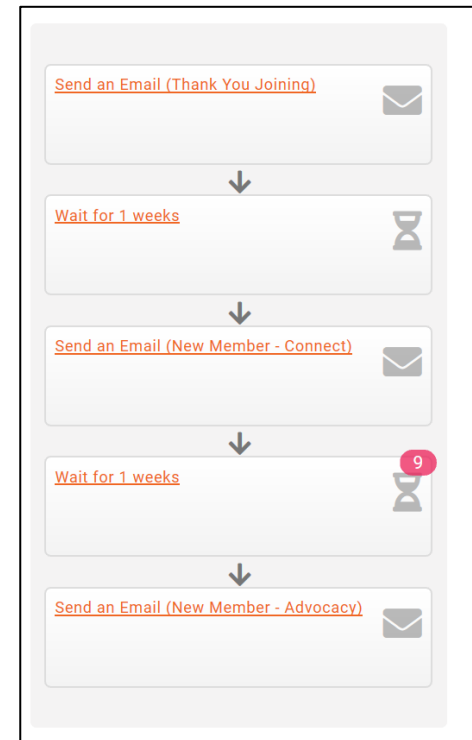 Send an Email (Thank You Joining)
Wait for 1 weeks
Send an Email (New Member - Connect)
9
Wait for 1 weeks
Send an Email (New Member - Advocacy)